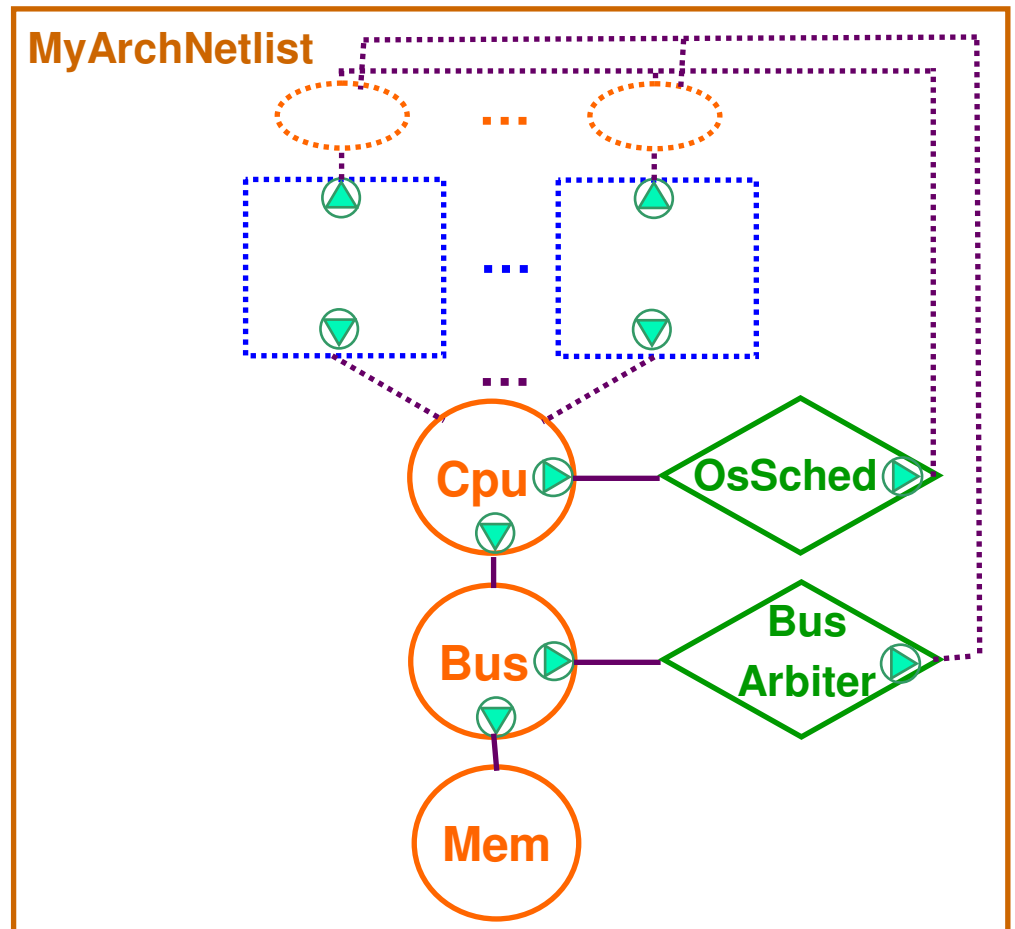 MyArchNetlist
...
...
...
Cpu
OsSched
Bus
Bus
Arbiter
Mem